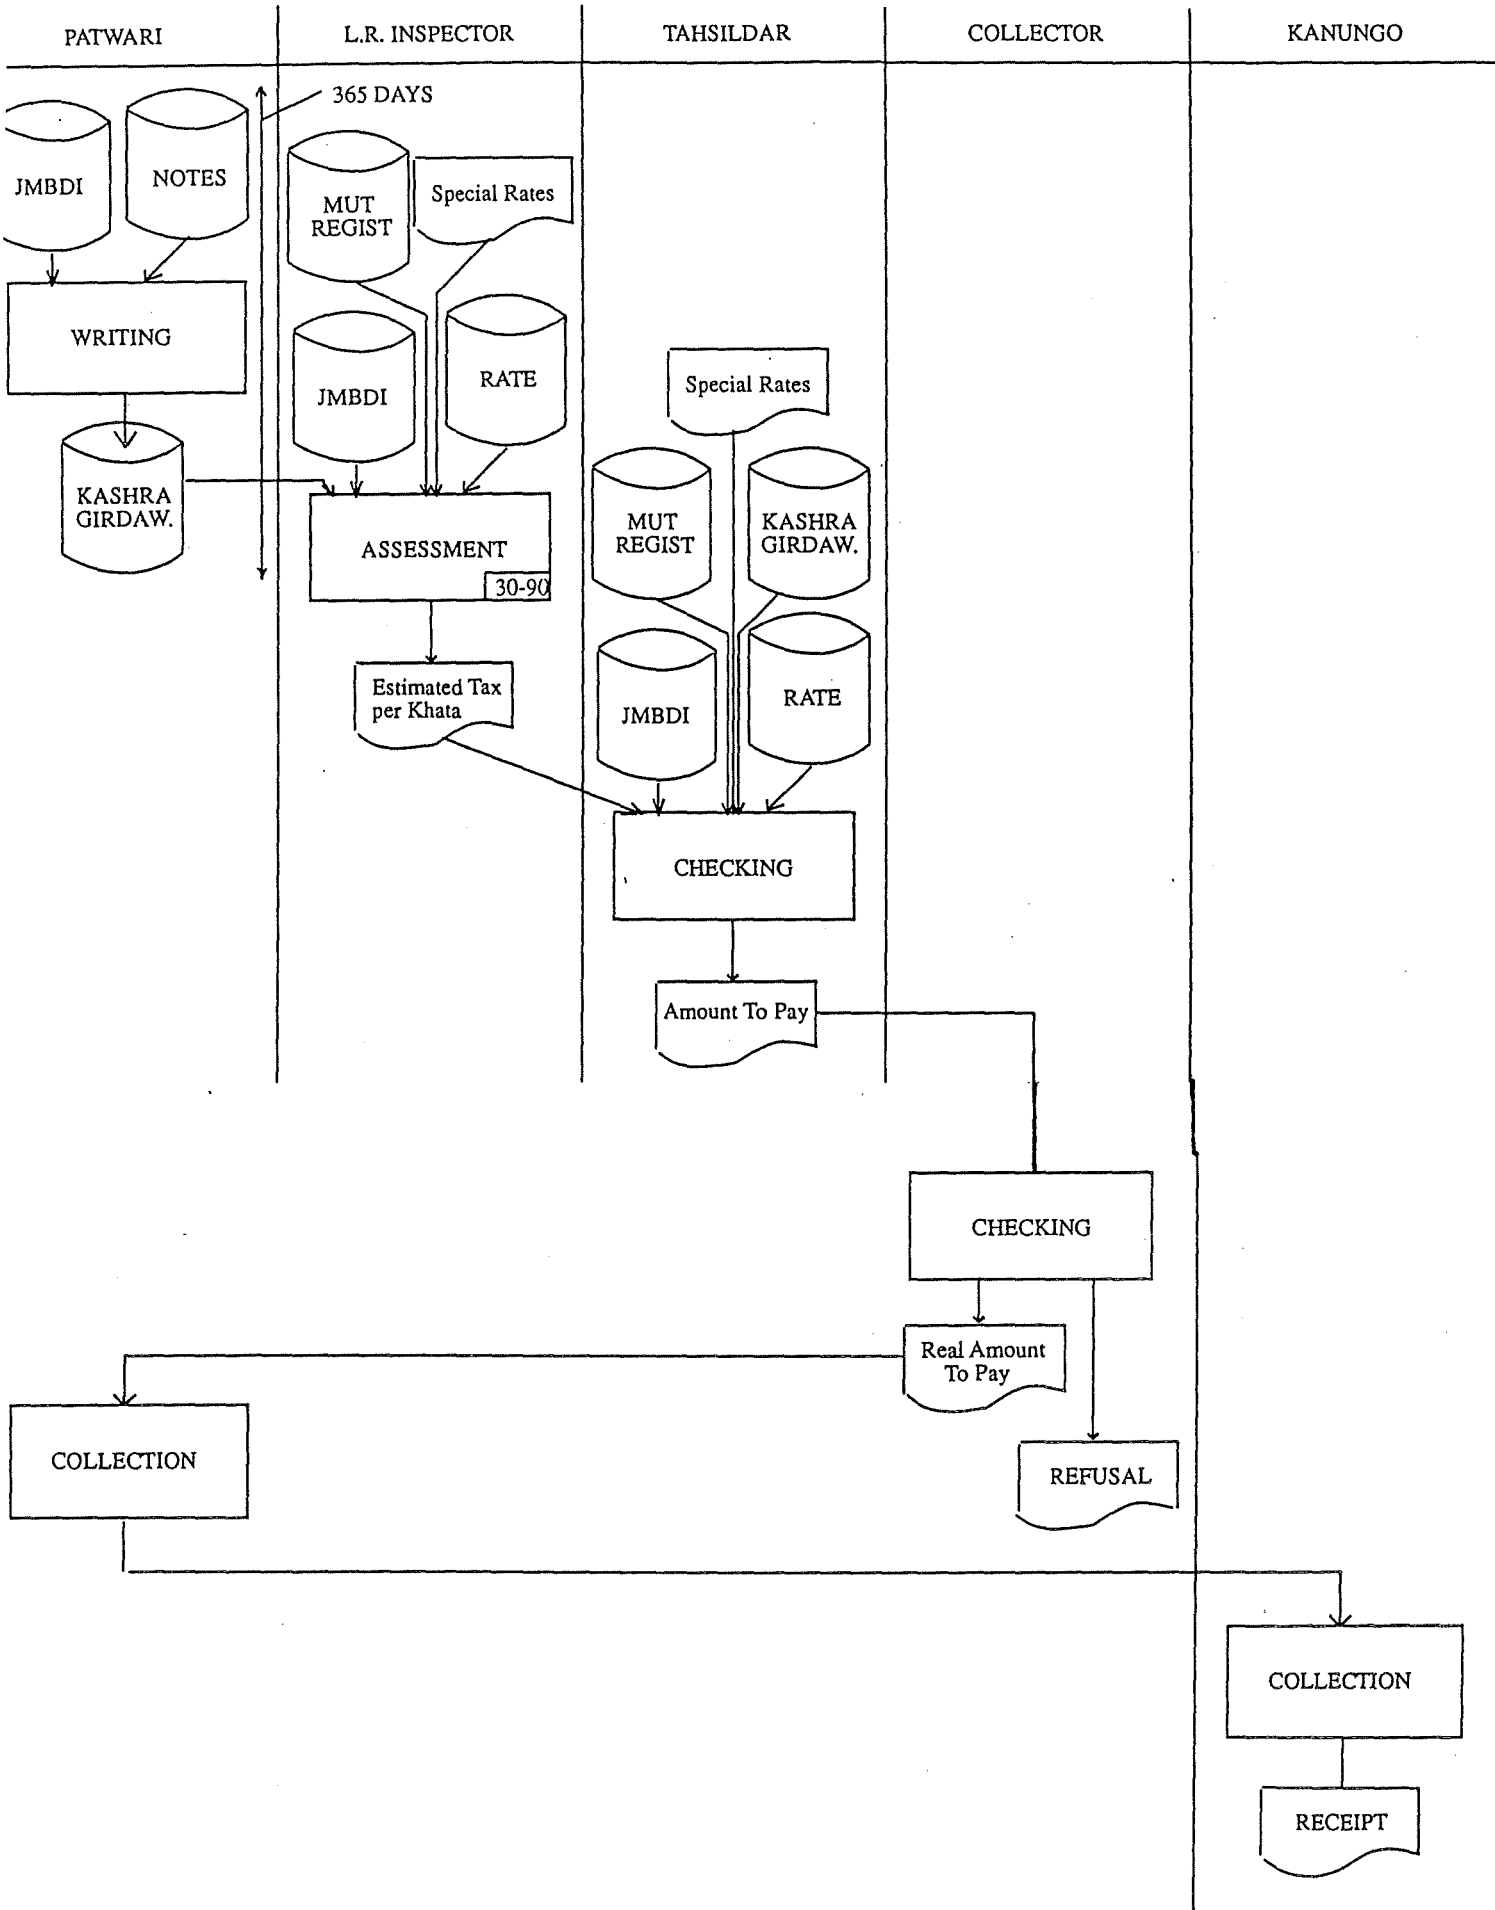 PATWARI
L.R. INSPECTOR
TAHSILDAR
COLLECTOR
KANUNGO
365 DAYS
JMBDI
NOTES
WRITING
KASHRA
GIRDAW.
MUT
REGIST
Special Rates
JMBDI
RATE
ASSESSMENT
30-90
Estimated Tax
per Khata
Special Rates
MUT
REGIST
KASHRA
GIRDAW.
JMBDI
RATE
CHECKING
Amount To Pay
CHECKING
Real Amount
To Pay
REFUSAL
COLLECTION
COLLECTION
RECEIPT